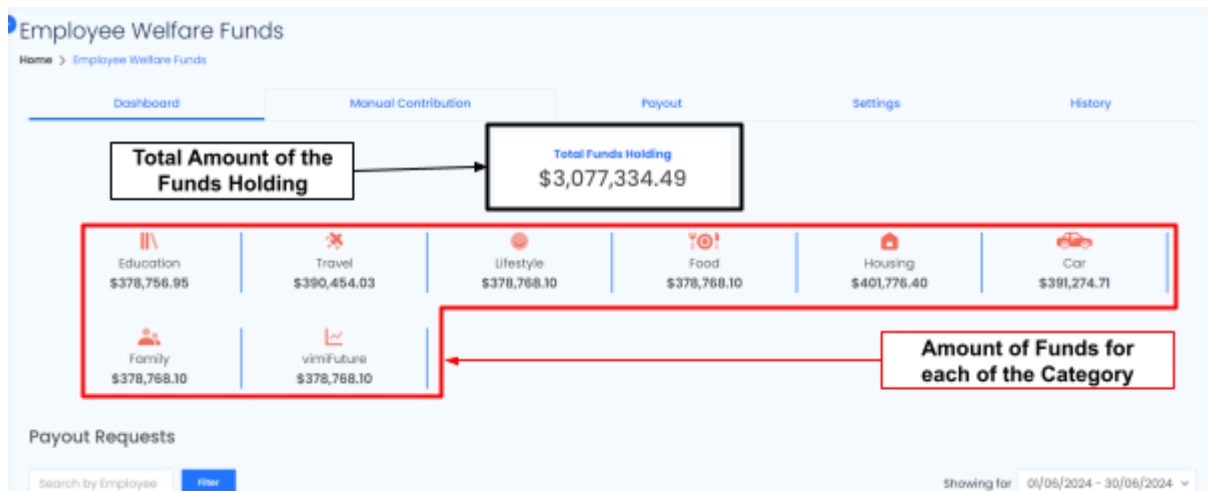 Employee Welfare Funds
Home > Employee Welfare Funds
Dashboard Manual Contribution Payout Settings History
Total Amount of the
Funds Holding
Total Funds Holding
$3,077,334.49
Education Travel Lifestyle Food Housing Car
$378,756.95 $390,454.03 $378,768.10 $378,768.10 $401,776.40 $391,274.71
Family vimiFuture
$378,768.10 $378,768.10
Amount of Funds for
each of the Category
Payout Requests
Search by Employee Filter Showing for 01/06/2024 - 30/06/2024